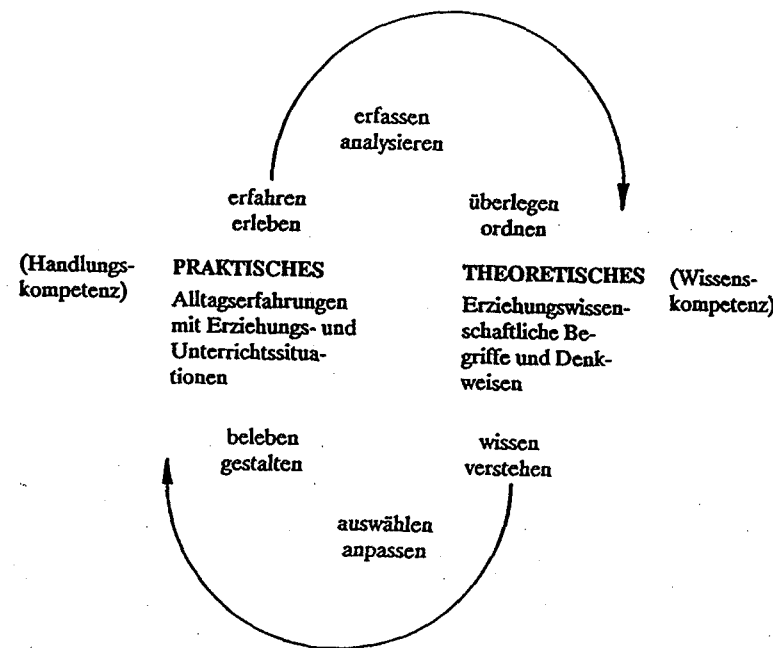 erfassen
analysieren
erfahren
erleben
überlegen
ordnen
(Handlungs-
kompetenz)
PRAKTISCHES
Alltagserfahrungen
mit Erziehungs- und
Unterrichtssitua-
tionen
THEORETISCHES
Erziehungswissen-
schaftliche Be-
griffe und Denk-
weisen
(Wissens-
kompetenz)
beleben
gestalten
wissen
verstehen
auswählen
anpassen